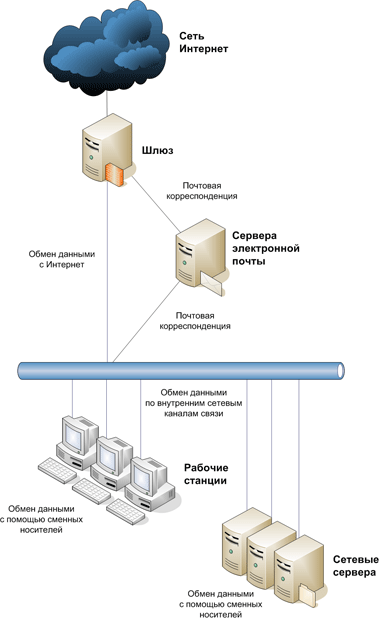 Сеть
Интернет
Шлюз
Почтовая
корреспонденция
Сервера
электронной
почты
Обмен данными
с Интернет
Почтовая
корреспонденция
Обмен данными
по внутренним сетевым
каналам связи
Рабочие
станции
Обмен данными
с помощью сменных
носителей
Сетевые
сервера
Обмен данными
с помощью сменных
носителей